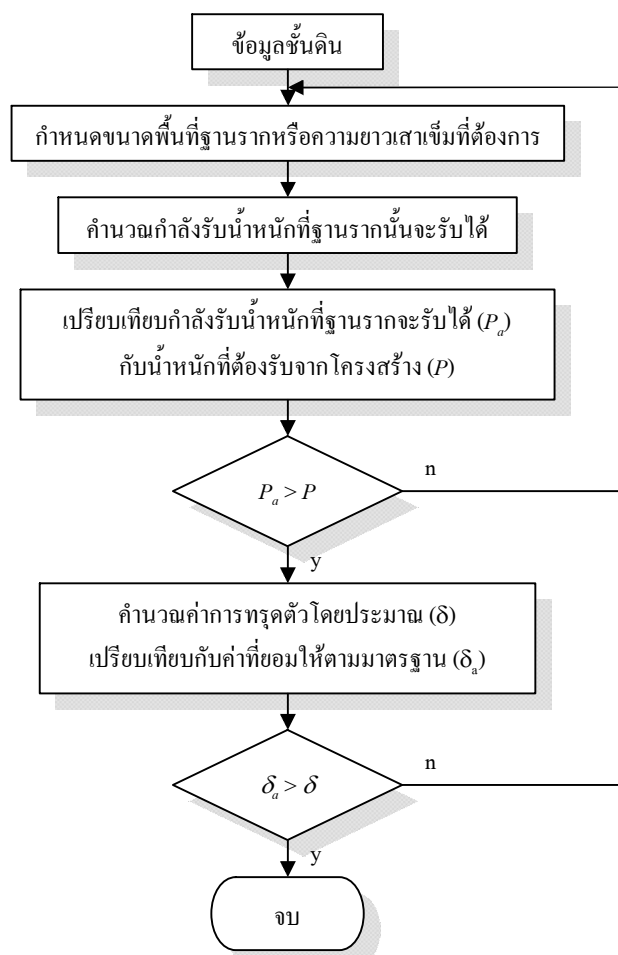 ข้อมูลชั้นดิน
กำหนดขนาดพื้นที่ฐานรากหรือความยาวเสาเข็มที่ต้องการ
คำนวณกำลังรับน้ำหนักที่ฐานรากนั้นจะรับได้
เปรียบเทียบกำลังรับน้ำหนักที่ฐานรากจะรับได้ (Pa)
กับน้ำหนักที่ต้องรับจากโครงสร้าง (P)
Pa > P
n
y
คำนวณค่าการทรุดตัวโดยประมาณ (δ)
เปรียบเทียบกับค่าที่ยอมให้ตามมาตรฐาน (δa)
δa > δ
n
y
จบ